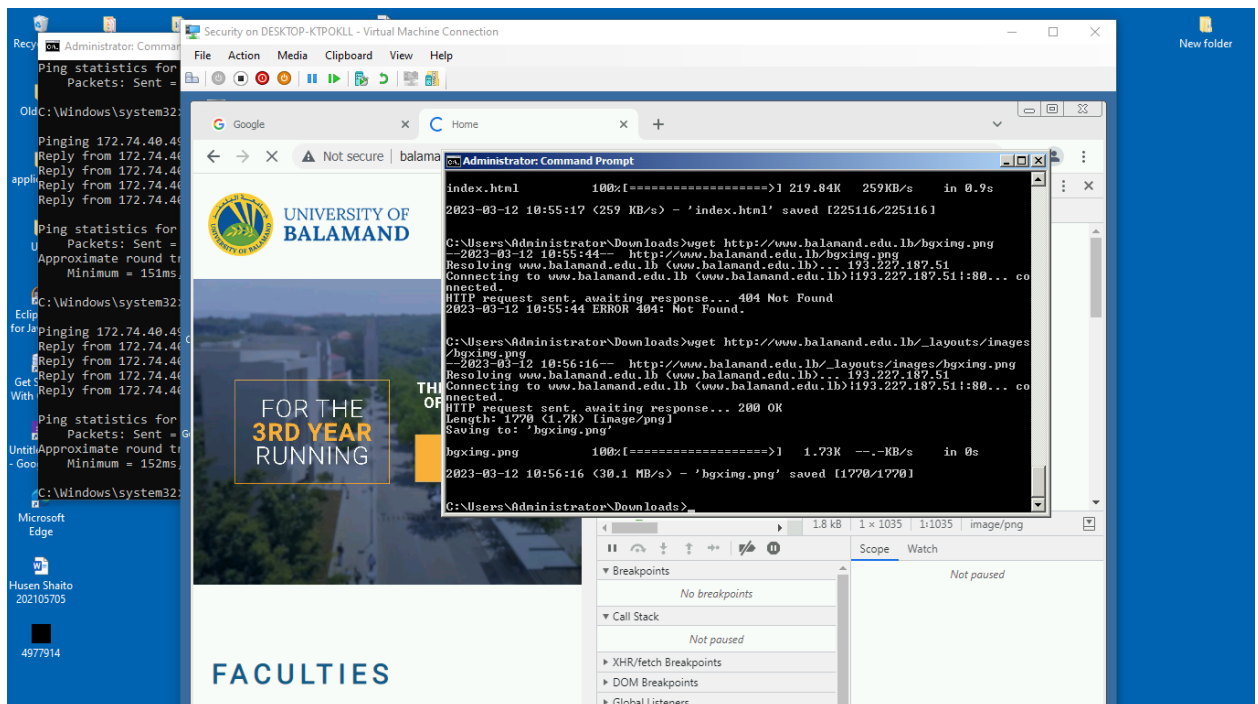 Recy
New folder
Old
appli
U
Eclip
for Ja
Get S
With
Untitl
- Goo
Microsoft
Edge
W
Husen Shaito
202105705
4977914
Administrator: Commar
Ping statistics for
Packets: Sent =
C:\Windows\system32>
Pinging 172.74.40.49
Reply from 172.74.40
Reply from 172.74.40
Reply from 172.74.40
Reply from 172.74.40
Ping statistics for
Packets: Sent =
Approximate round tr
Minimum = 151ms,
C:\Windows\system32>
Pinging 172.74.40.49
Reply from 172.74.40
Reply from 172.74.40
Reply from 172.74.40
Reply from 172.74.40
Ping statistics for
Packets: Sent =
Approximate round tr
Minimum = 152ms,
C:\Windows\system32>
Security on DESKTOP-KTPOKLL - Virtual Machine Connection
File Action Media Clipboard View Help
Google
Home
Not secure | balama
UNIVERSITY OF
BALAMAND
FOR THE
3RD YEAR
RUNNING
TH
OF
FACULTIES
Administrator: Command Prompt
index.html 100%[===================>] 219.84K 259KB/s in 0.9s
2023-03-12 10:55:17 (259 KB/s) - 'index.html' saved [225116/225116]
C:\Users\Administrator\Downloads>wget http://www.balamand.edu.lb/bgximg.png
--2023-03-12 10:55:44-- http://www.balamand.edu.lb/bgximg.png
Resolving www.balamand.edu.lb (www.balamand.edu.lb)... 193.227.187.51
Connecting to www.balamand.edu.lb (www.balamand.edu.lb)|193.227.187.51|:80... co
nnected.
HTTP request sent, awaiting response... 404 Not Found
2023-03-12 10:55:44 ERROR 404: Not Found.
C:\Users\Administrator\Downloads>wget http://www.balamand.edu.lb/_layouts/images
/bgximg.png
--2023-03-12 10:56:16-- http://www.balamand.edu.lb/_layouts/images/bgximg.png
Resolving www.balamand.edu.lb (www.balamand.edu.lb)... 193.227.187.51
Connecting to www.balamand.edu.lb (www.balamand.edu.lb)|193.227.187.51|:80... co
nnected.
HTTP request sent, awaiting response... 200 OK
Length: 1770 (1.7K) [image/png]
Saving to: 'bgximg.png'
bgximg.png 100%[===================>] 1.73K --.-KB/s in 0s
2023-03-12 10:56:16 (30.1 MB/s) - 'bgximg.png' saved [1770/1770]
C:\Users\Administrator\Downloads>_
1.8 kB 1 × 1035 1:1035 image/png
Scope Watch
Breakpoints
No breakpoints
Not paused
Call Stack
Not paused
XHR/fetch Breakpoints
DOM Breakpoints
Global Listeners